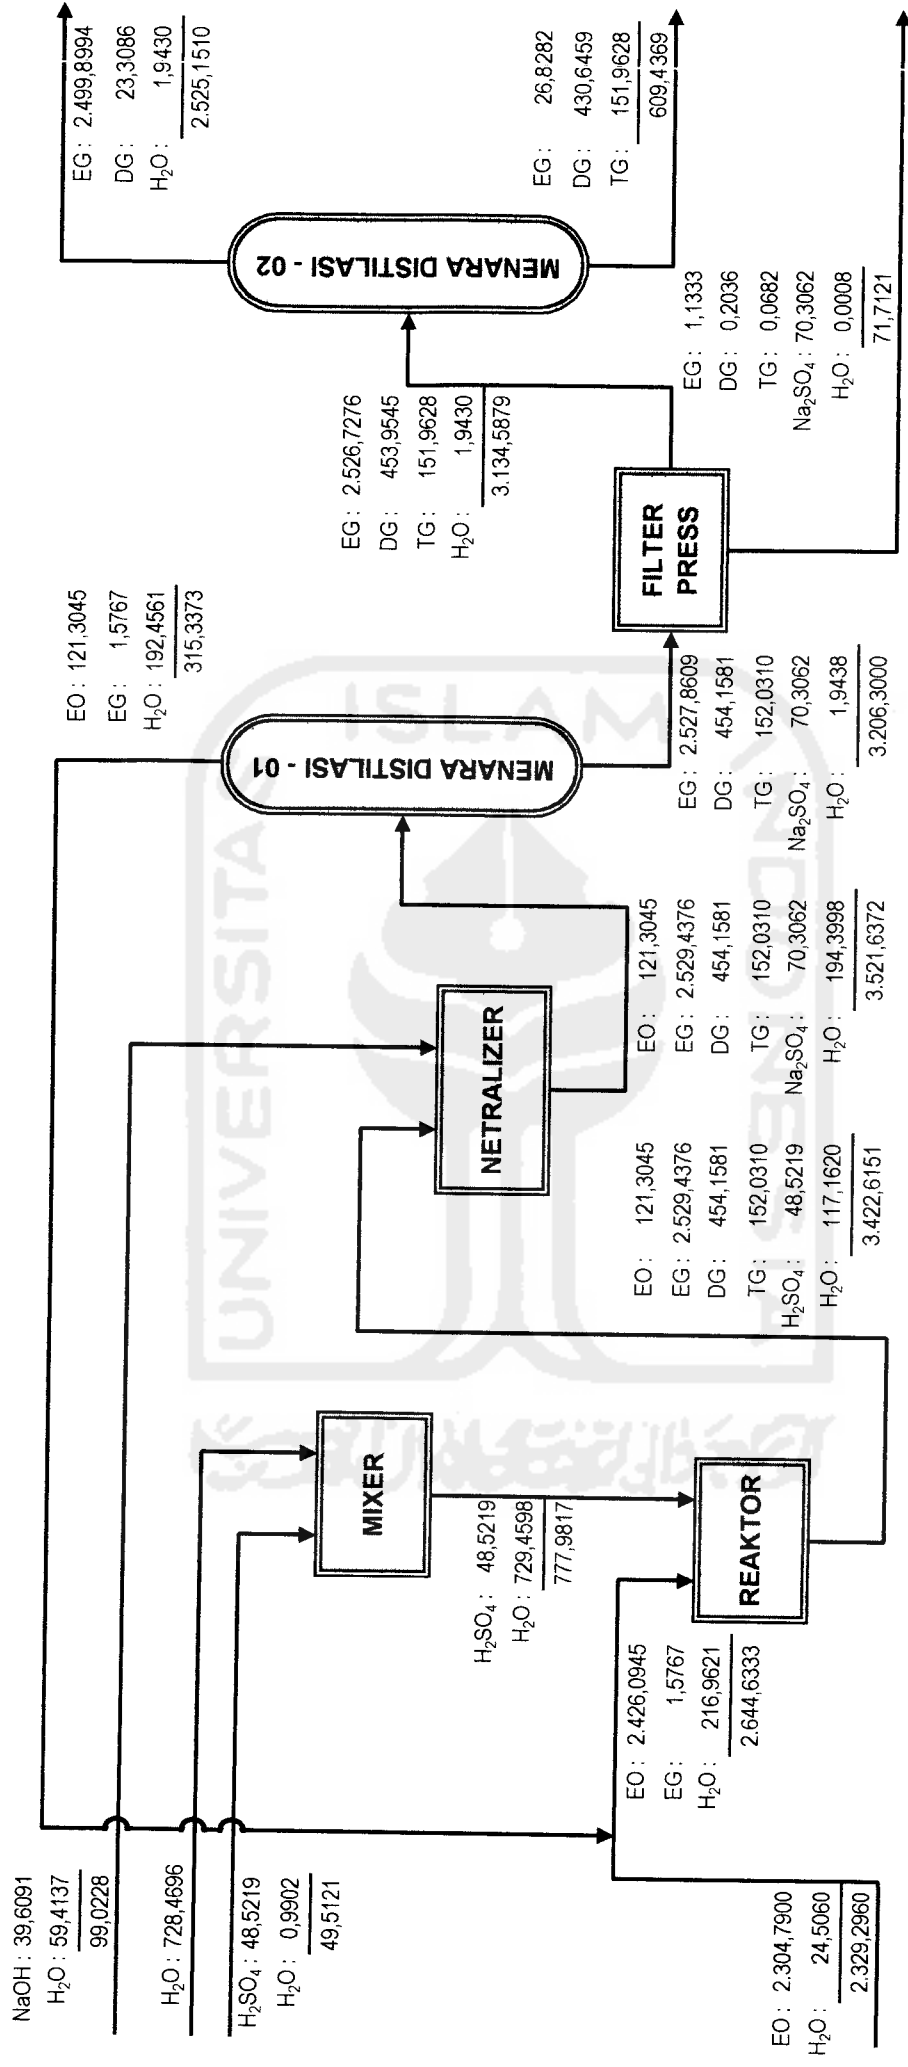 NaOH : 39,6091
H₂O : 59,4137
99,0228
H₂O : 728,4696
H₂SO₄ : 48,5219
H₂O : 0,9902
49,5121
EO : 2.304,7900
H₂O : 24,5060
2.329,2960
EO : 2.426,0945
EG : 1,5767
H₂O : 216,9621
2.644,6333
MIXER
H₂SO₄ : 48,5219
H₂O : 729,4598
777,9817
REAKTOR
EO : 121,3045
EG : 2.529,4376
DG : 454,1581
TG : 152,0310
H₂SO₄ : 48,5219
H₂O : 117,1620
3.422,6151
NETRALIZER
EO : 121,3045
EG : 2.529,4376
DG : 454,1581
TG : 152,0310
Na₂SO₄ : 70,3062
H₂O : 194,3998
3.521,6372
EO : 121,3045
EG : 1,5767
H₂O : 192,4561
315,3373
MENARA DISTILASI - 01
EG : 2.527,8609
DG : 454,1581
TG : 152,0310
Na₂SO₄ : 70,3062
H₂O : 1,9438
3.206,3000
FILTER
PRESS
EG : 2.526,7276
DG : 453,9545
TG : 151,9628
H₂O : 1,9430
3.134,5879
EG : 1,1333
DG : 0,2036
TG : 0,0682
Na₂SO₄ : 70,3062
H₂O : 0,0008
71,7121
MENARA DISTILASI - 02
EG : 2.499,8994
DG : 23,3086
H₂O : 1,9430
2.525,1510
EG : 26,8282
DG : 430,6459
TG : 151,9628
609,4369
UNIVERSITAS
ISLAM
INDONESIA